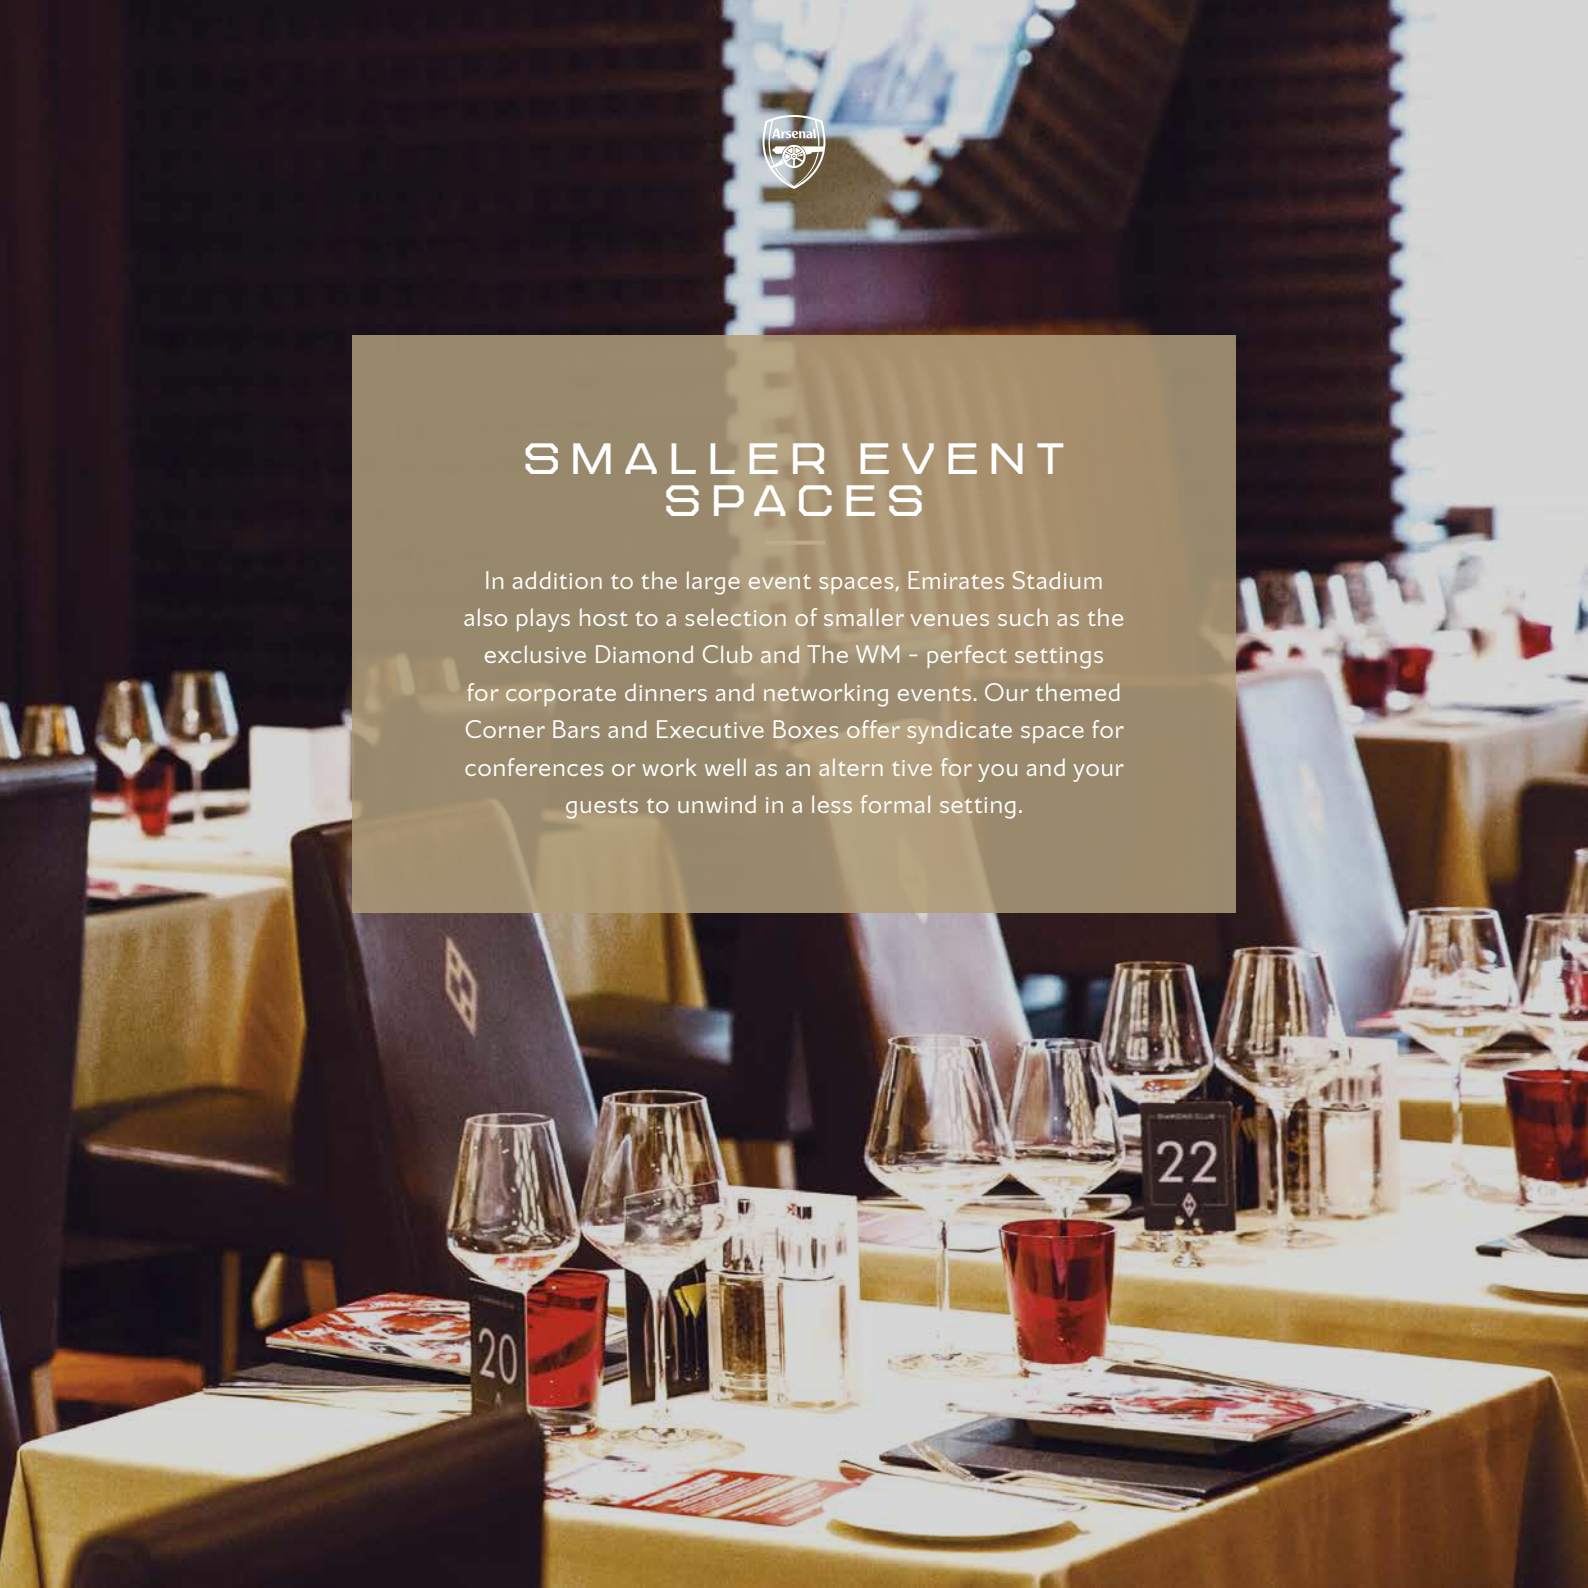 Arsenal
SMALLER EVENT
SPACES
In addition to the large event spaces, Emirates Stadium
also plays host to a selection of smaller venues such as the
exclusive Diamond Club and The WM – perfect settings
for corporate dinners and networking events. Our themed
Corner Bars and Executive Boxes offer syndicate space for
conferences or work well as an altern tive for you and your
guests to unwind in a less formal setting.
DIAMOND CLUB
22
20